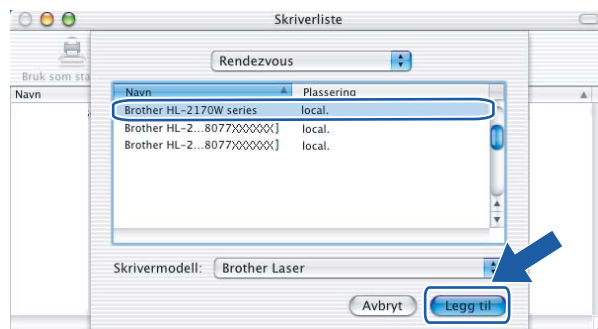 Skriverliste
Rendezvous
Bruk som sta
Navn
Navn Plassering
Brother HL-2170W series local.
Brother HL-2...8077XXXXXX] local.
Brother HL-2...8077XXXXXX] local.
Skrivermodell: Brother Laser
Avbryt Legg til